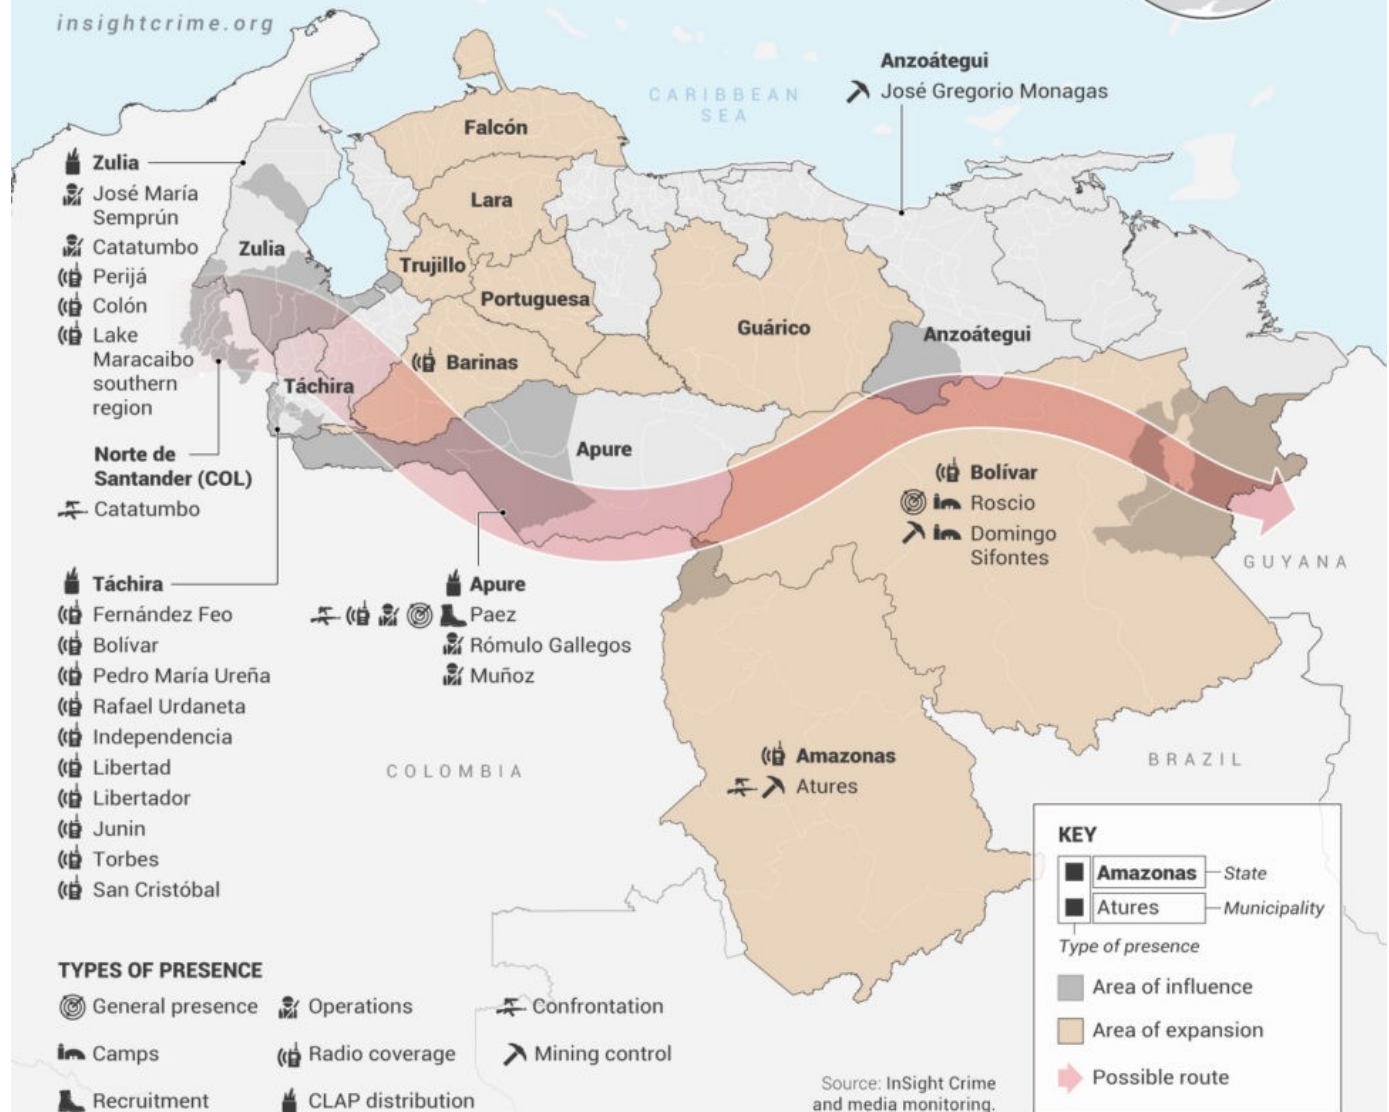 insightcrime.org
CARIBBEAN
SEA
Anzoátegui
José Gregorio Monagas
Falcón
Lara
Zulia
Trujillo
Portuguesa
Guárico
Anzoátegui
Barinas
Táchira
Apure
Zulia
José María
Semprún
Catatumbo
Perijá
Colón
Lake
Maracaibo
southern
region
Norte de
Santander (COL)
Catatumbo
Táchira
Fernández Feo
Bolívar
Pedro María Ureña
Rafael Urdaneta
Independencia
Libertad
Libertador
Junin
Torbes
San Cristóbal
Apure
Paez
Rómulo Gallegos
Muñoz
Bolívar
Roscio
Domingo
Sifontes
GUYANA
COLOMBIA
BRAZIL
Amazonas
Atures
TYPES OF PRESENCE
General presence
Operations
Confrontation
Camps
Radio coverage
Mining control
Recruitment
CLAP distribution
KEY
Amazonas
State
Atures
Municipality
Type of presence
Area of influence
Area of expansion
Possible route
Source: InSight Crime
and media monitoring.